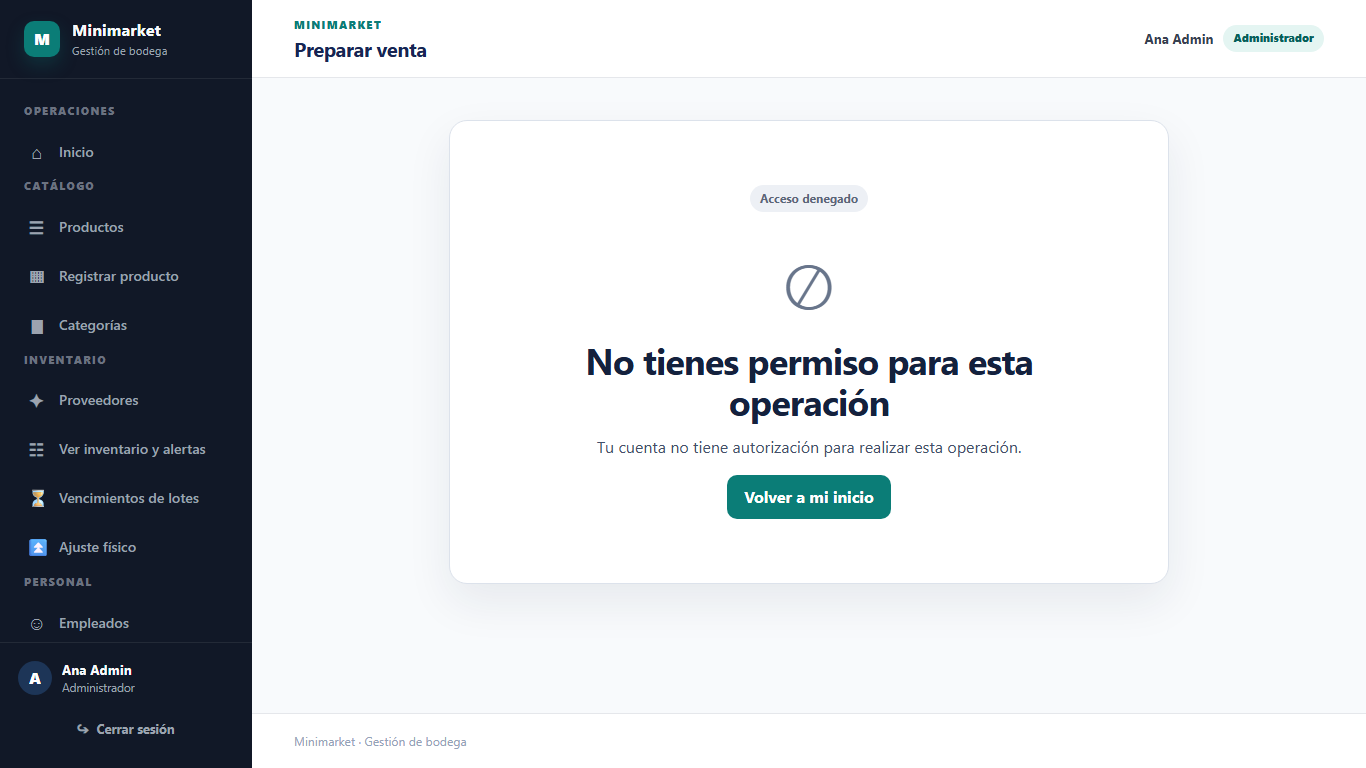 M
Minimarket
Gestión de bodega
OPERACIONES
Inicio
CATÁLOGO
Productos
Registrar producto
Categorías
INVENTARIO
Proveedores
Ver inventario y alertas
Vencimientos de lotes
Ajuste físico
PERSONAL
Empleados
A
Ana Admin
Administrador
Cerrar sesión
MINIMARKET
Preparar venta
Ana Admin
Administrador
Acceso denegado
No tienes permiso para esta
operación
Tu cuenta no tiene autorización para realizar esta operación.
Volver a mi inicio
Minimarket · Gestión de bodega